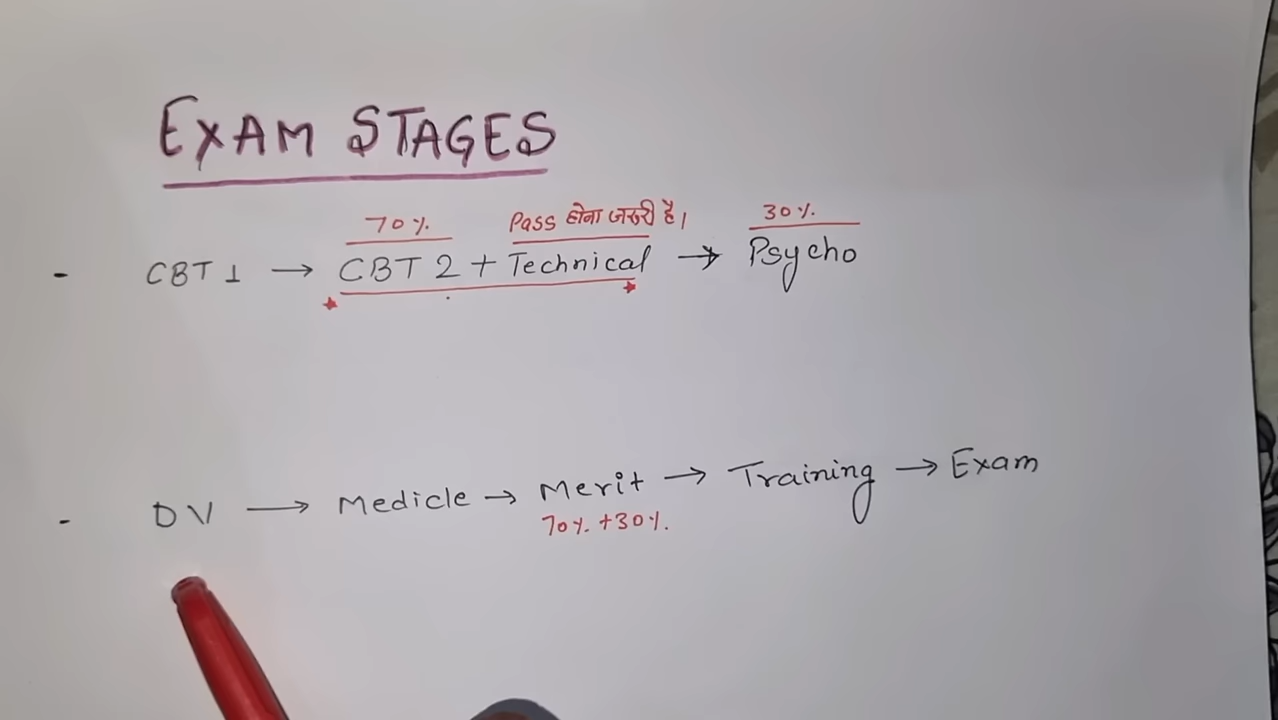 EXAM STAGES
70% Pass होना जरूरी है। 30%
- CBT 1 → CBT 2 + Technical → Psycho
- DV → Medicle → Merit → Training → Exam
70% + 30%.